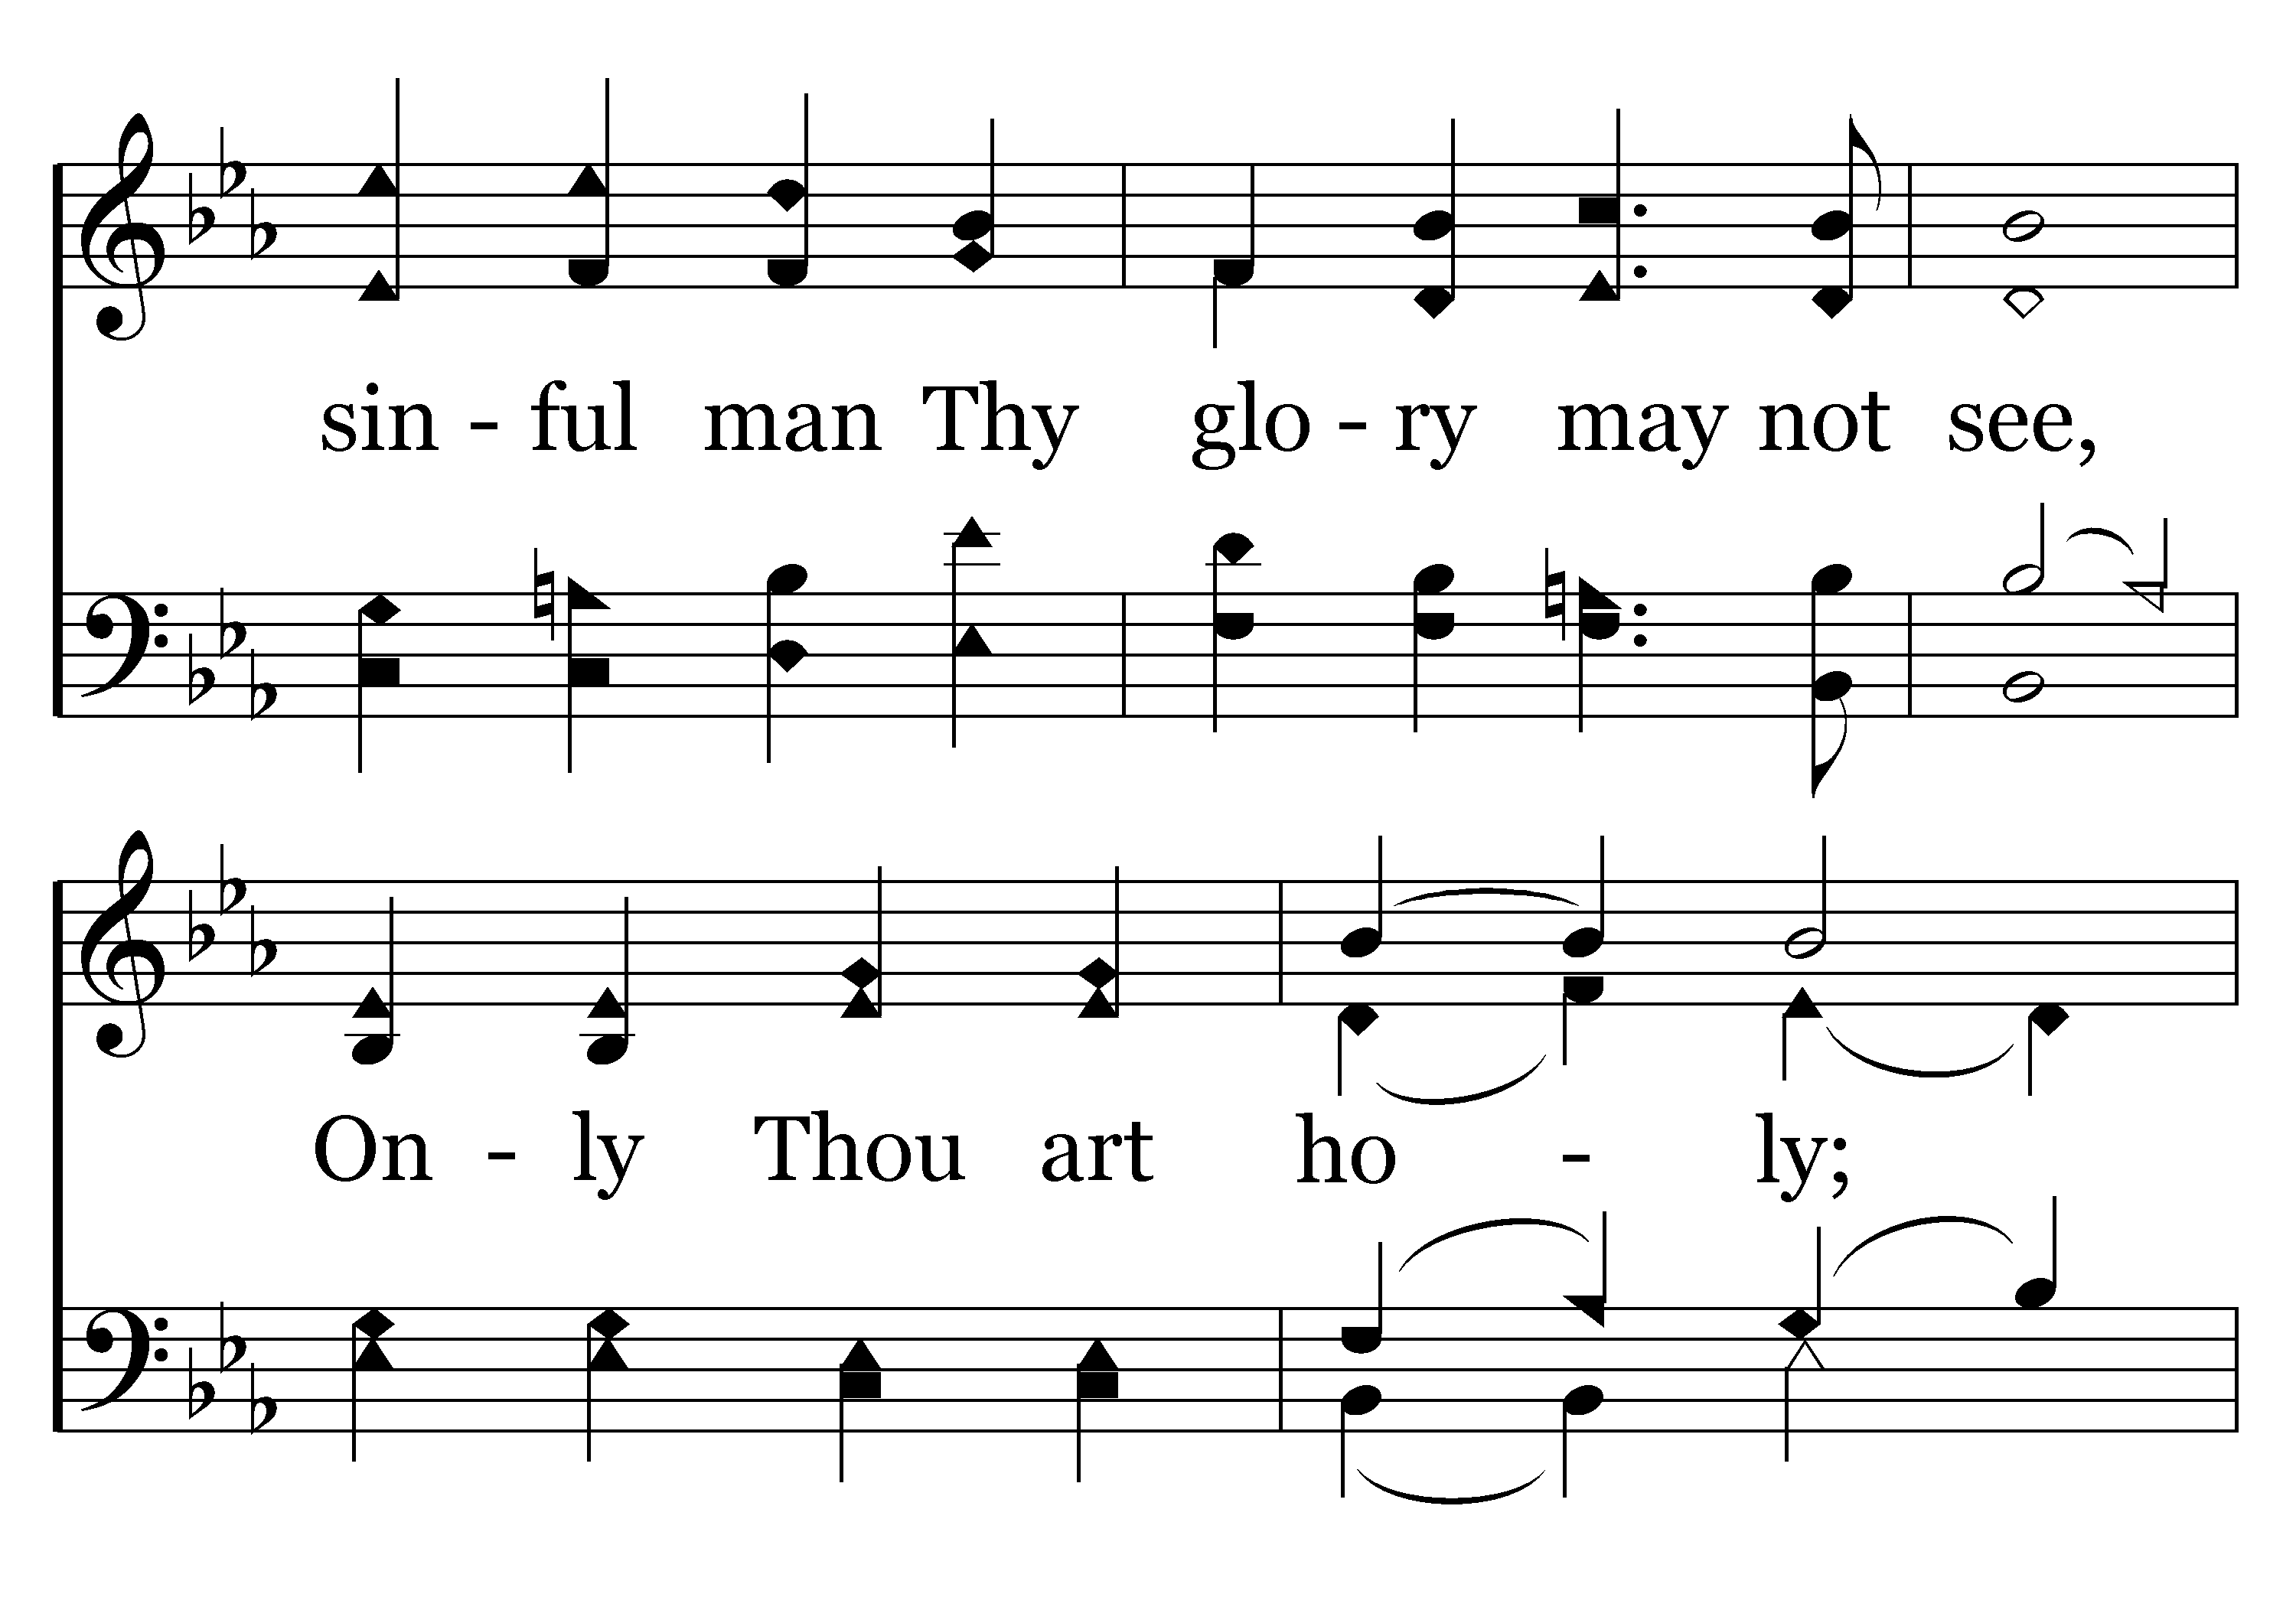 sin - ful man Thy glo - ry may not see,
On - ly Thou art ho - ly;